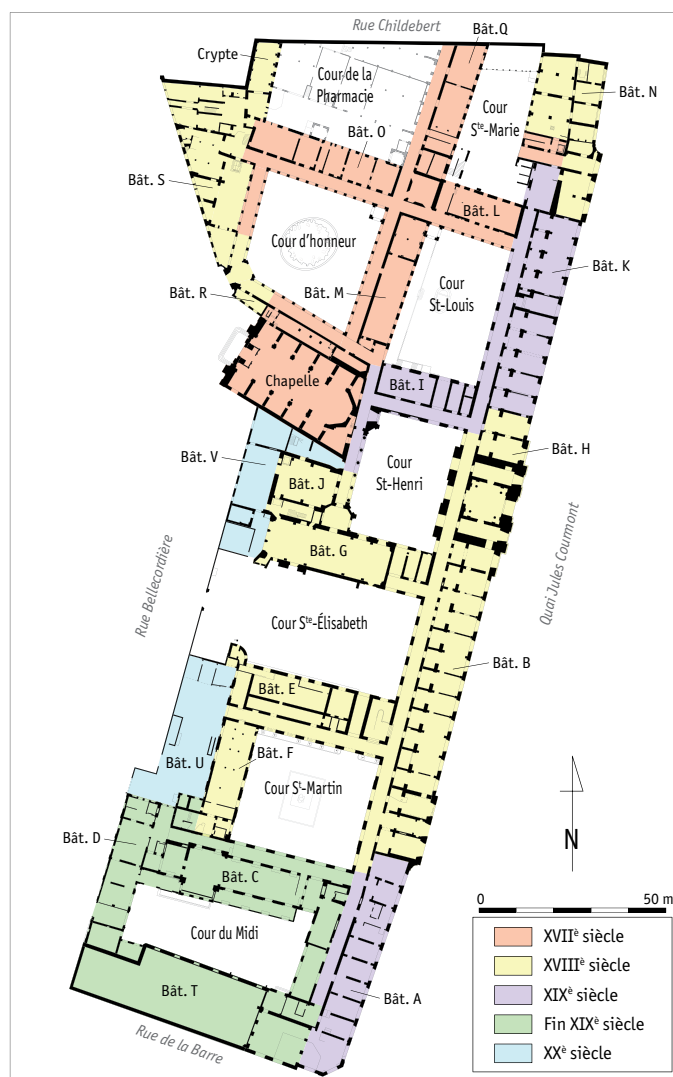 Rue Childebert
Bât.Q
Crypte
Cour de la
Pharmacie
Cour
Sᵗᵉ-Marie
Bât. N
Bât. O
Bât. S
Bât. L
Cour d'honneur
Bât. K
Bât. R
Bât. M
Cour
St-Louis
Chapelle
Bât. I
Bât. V
Bât. H
Cour
St-Henri
Bât. J
Bât. G
Rue Bellecordière
Quai Jules Courmont
Cour Sᵗᵉ-Élisabeth
Bât. B
Bât. E
Bât. F
Bât. U
Cour Sᵗ-Martin
Bât. D
Bât. C
N
Cour du Midi
0 50 m
Bât. T
Bât. A
Rue de la Barre
XVIIᵉ̀ siècle
XVIIIᵉ̀ siècle
XIXᵉ̀ siècle
Fin XIXᵉ̀ siècle
XXᵉ̀ siècle